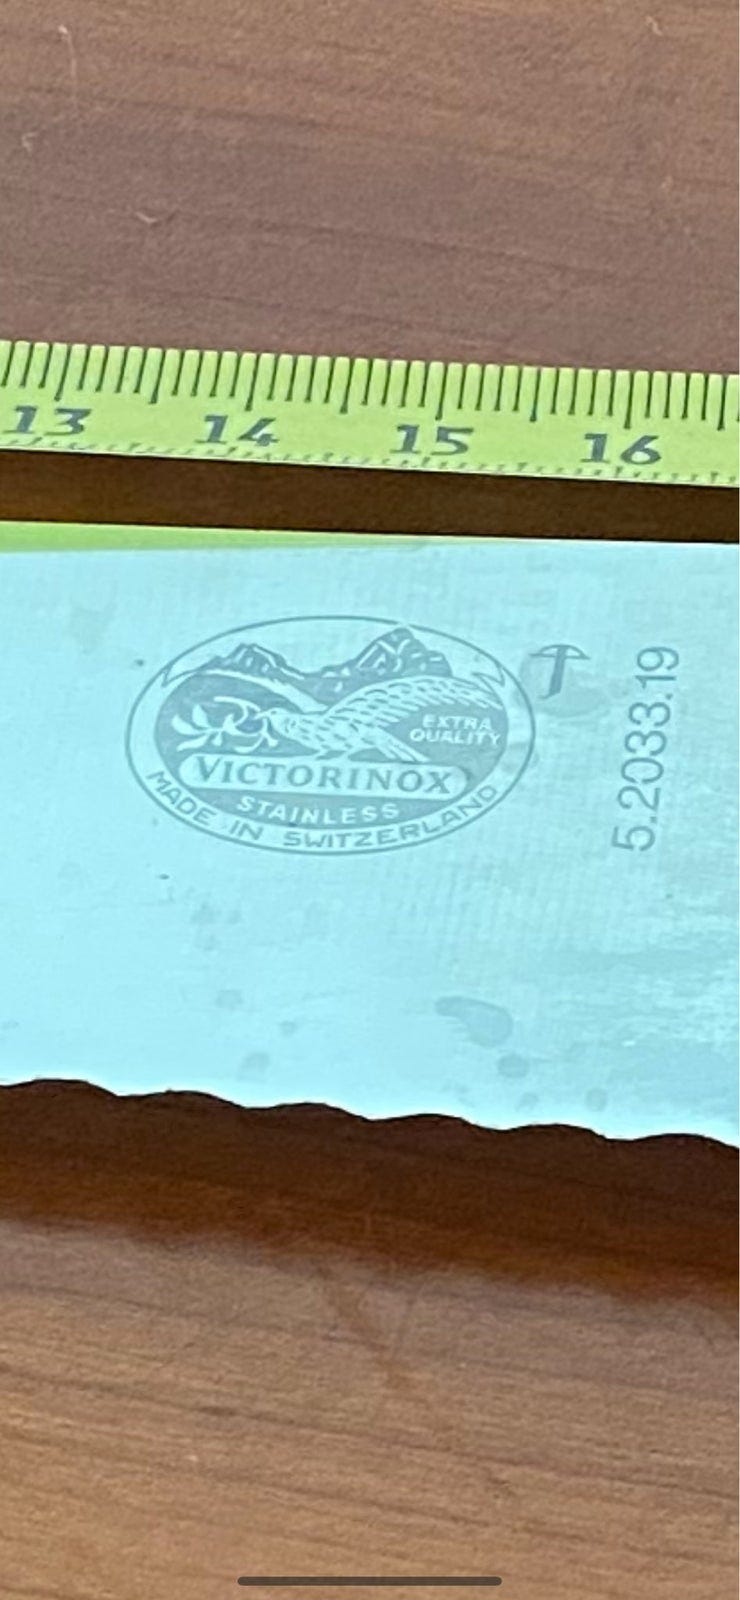 13 14 15 16
EXTRA
QUALITY
VICTORINOX
STAINLESS
MADE IN SWITZERLAND
5.2033.19